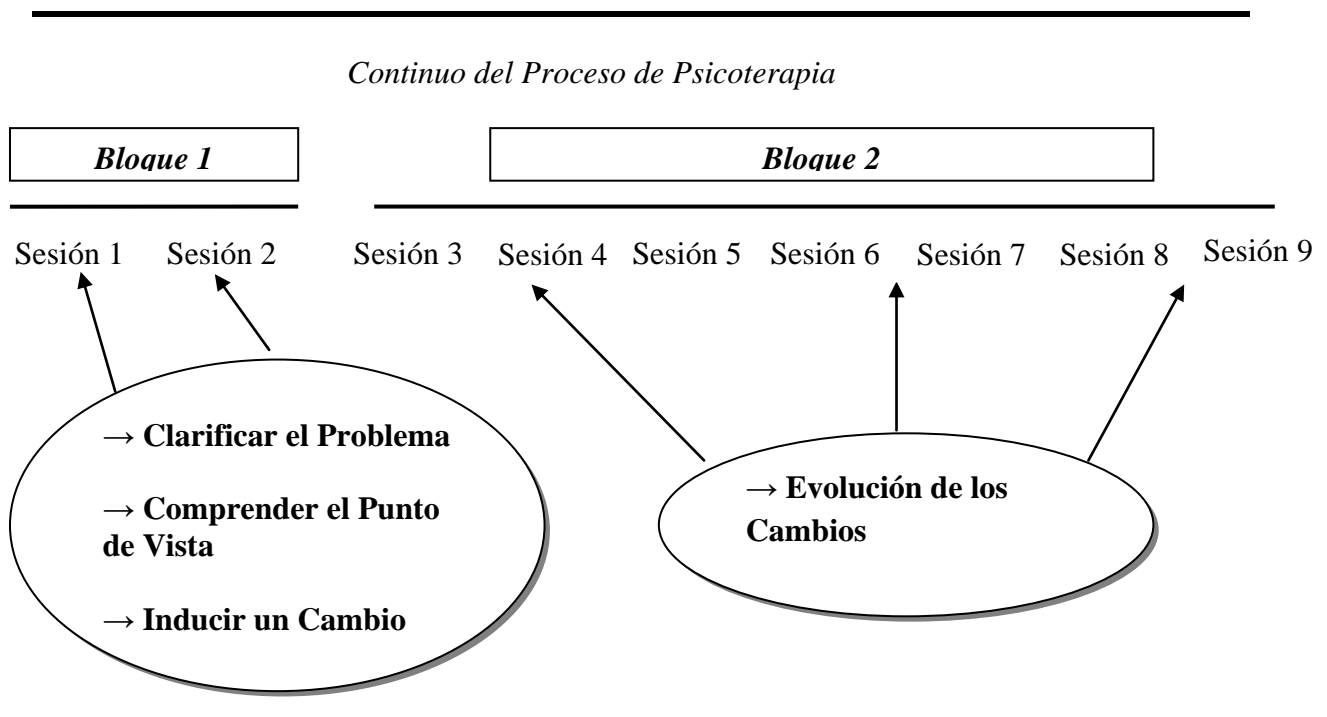 Continuo del Proceso de Psicoterapia
Bloque 1
Bloque 2
Sesión 1 Sesión 2 Sesión 3 Sesión 4 Sesión 5 Sesión 6 Sesión 7 Sesión 8 Sesión 9
→ Clarificar el Problema
→ Comprender el Punto
de Vista
→ Inducir un Cambio
→ Evolución de los
Cambios